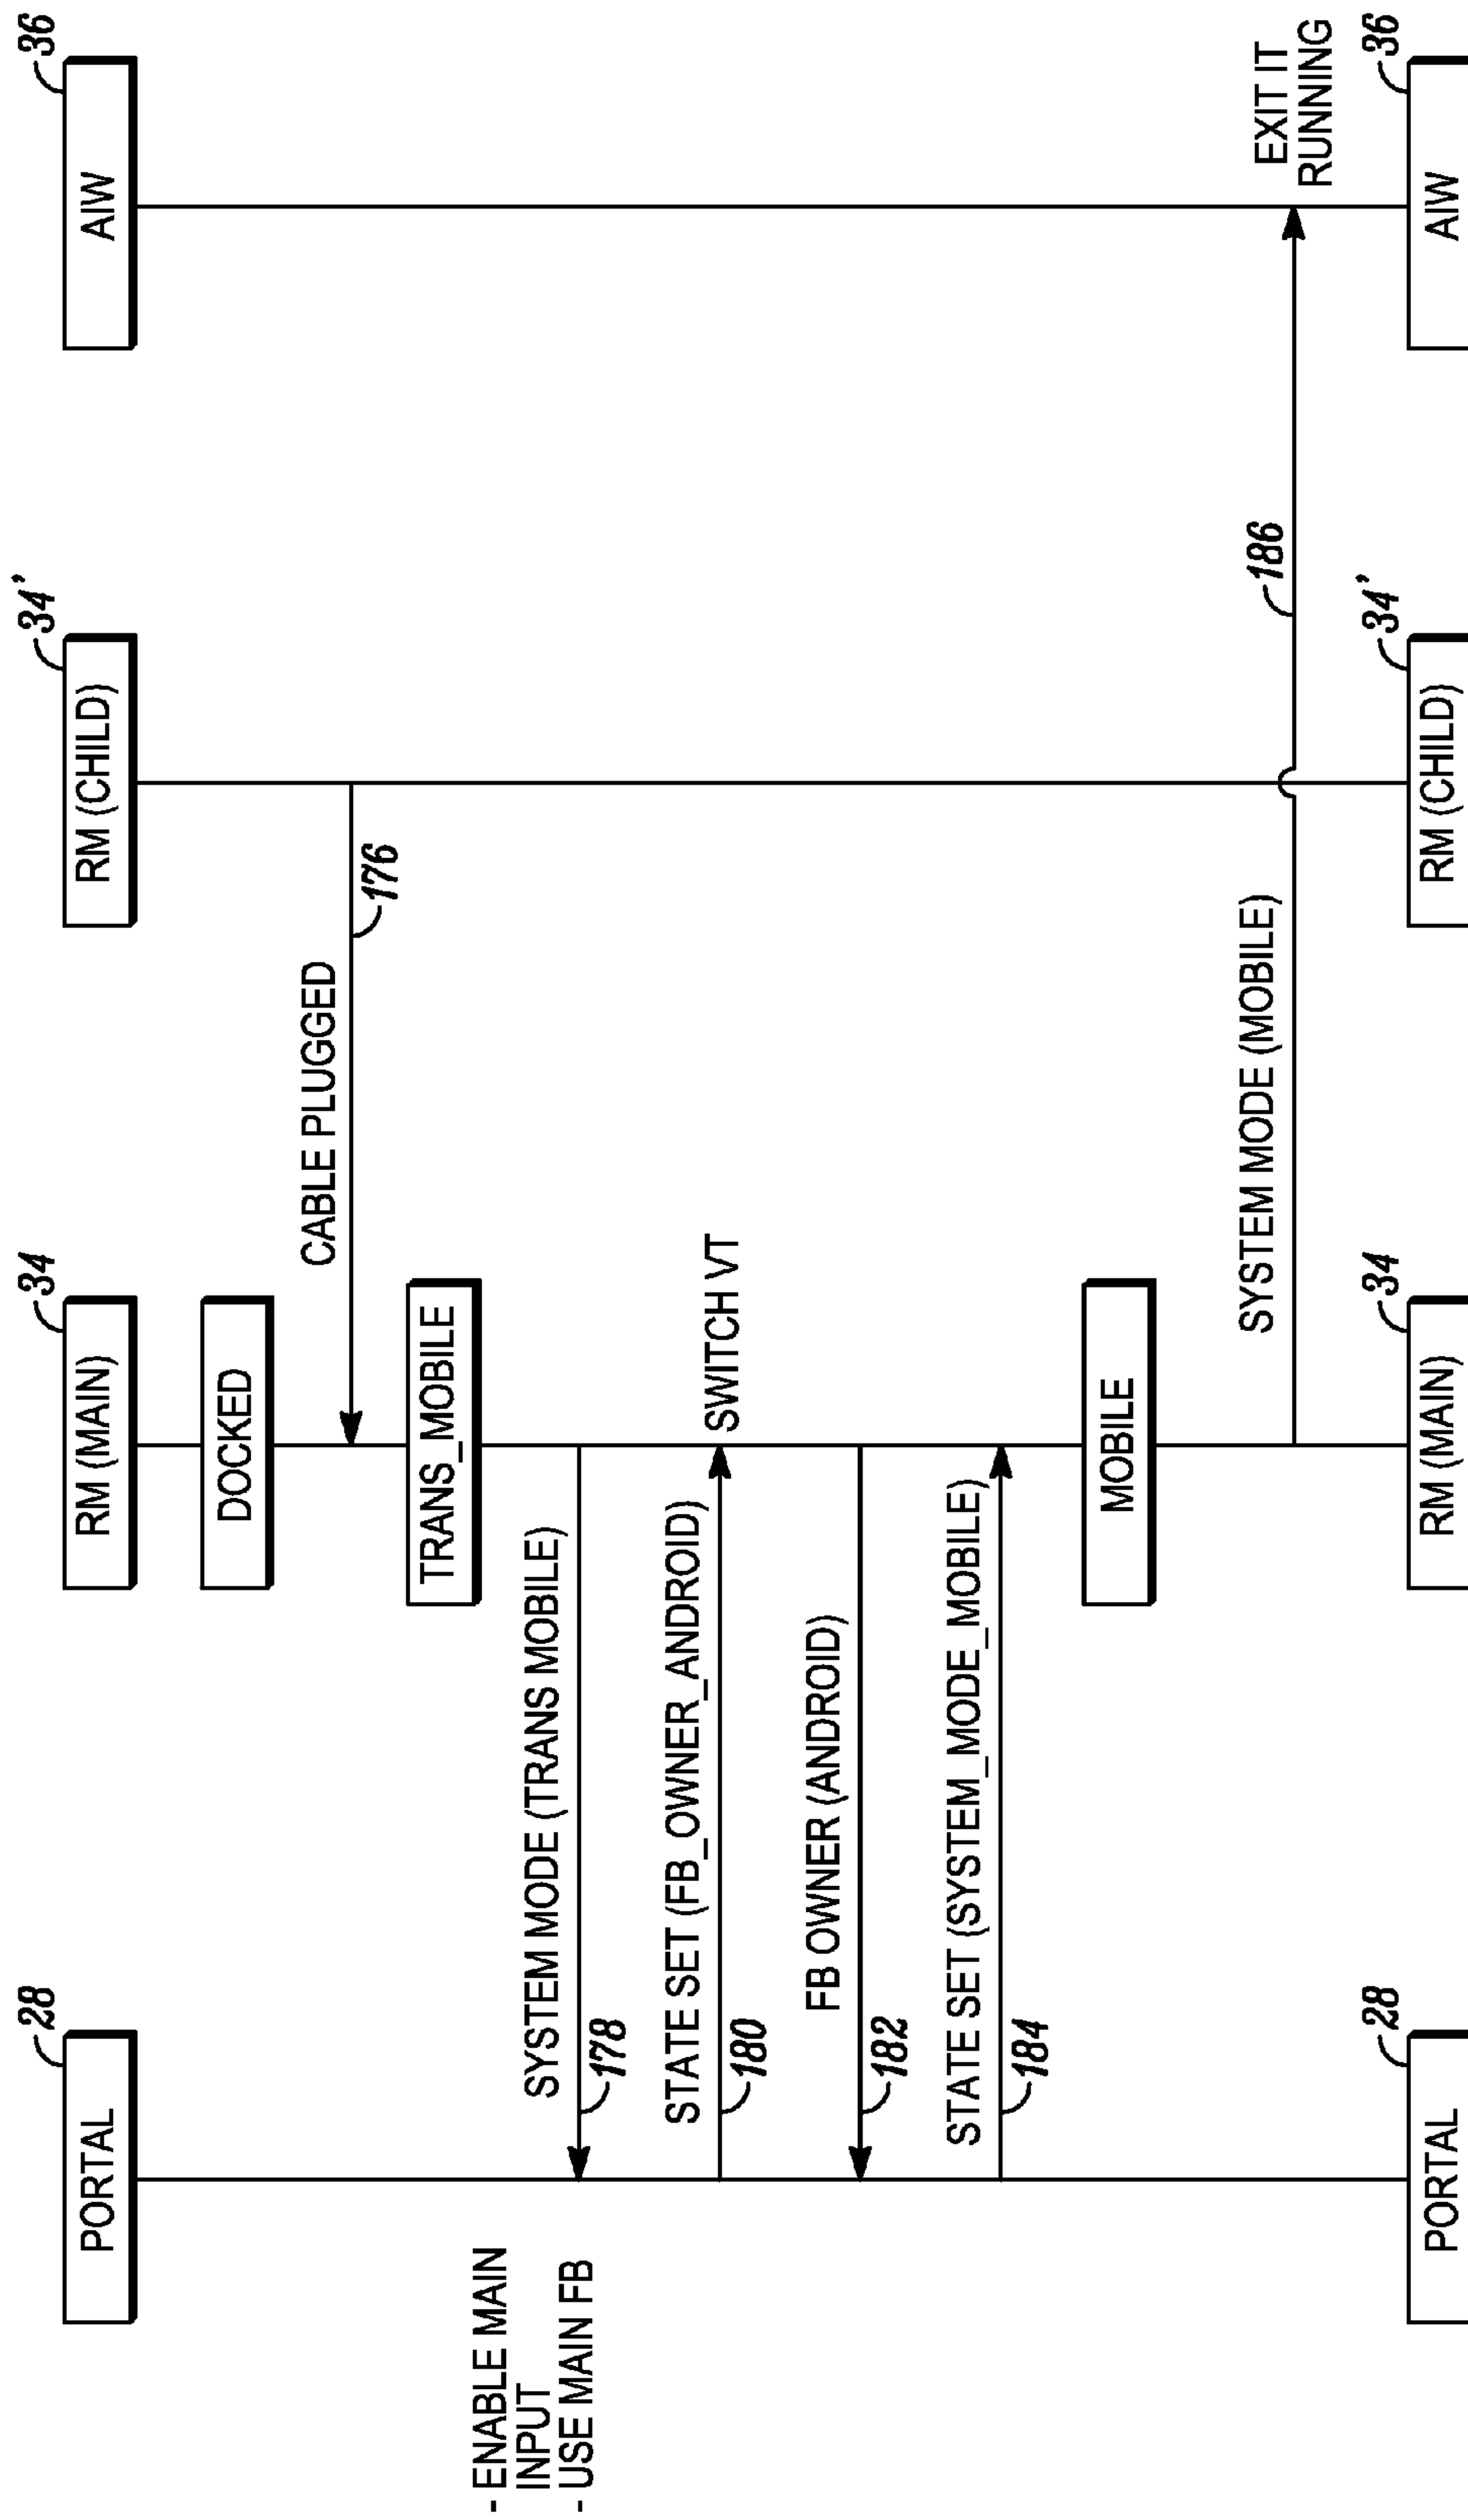 PORTAL
28
RM (MAIN)
34
RM (CHILD)
34'
AIW
36
DOCKED
CABLE PLUGGED
176
TRANS_MOBILE
- ENABLE MAIN
INPUT
- USE MAIN FB
SYSTEM MODE (TRANS MOBILE)
178
STATE SET (FB_OWNER_ANDROID)
180
SWITCH VT
FB OWNER (ANDROID)
182
STATE SET (SYSTEM_MODE_MOBILE)
184
MOBILE
SYSTEM MODE (MOBILE)
186
EXIT IT
RUNNING
PORTAL
28
RM (MAIN)
34
RM (CHILD)
34'
AIW
36